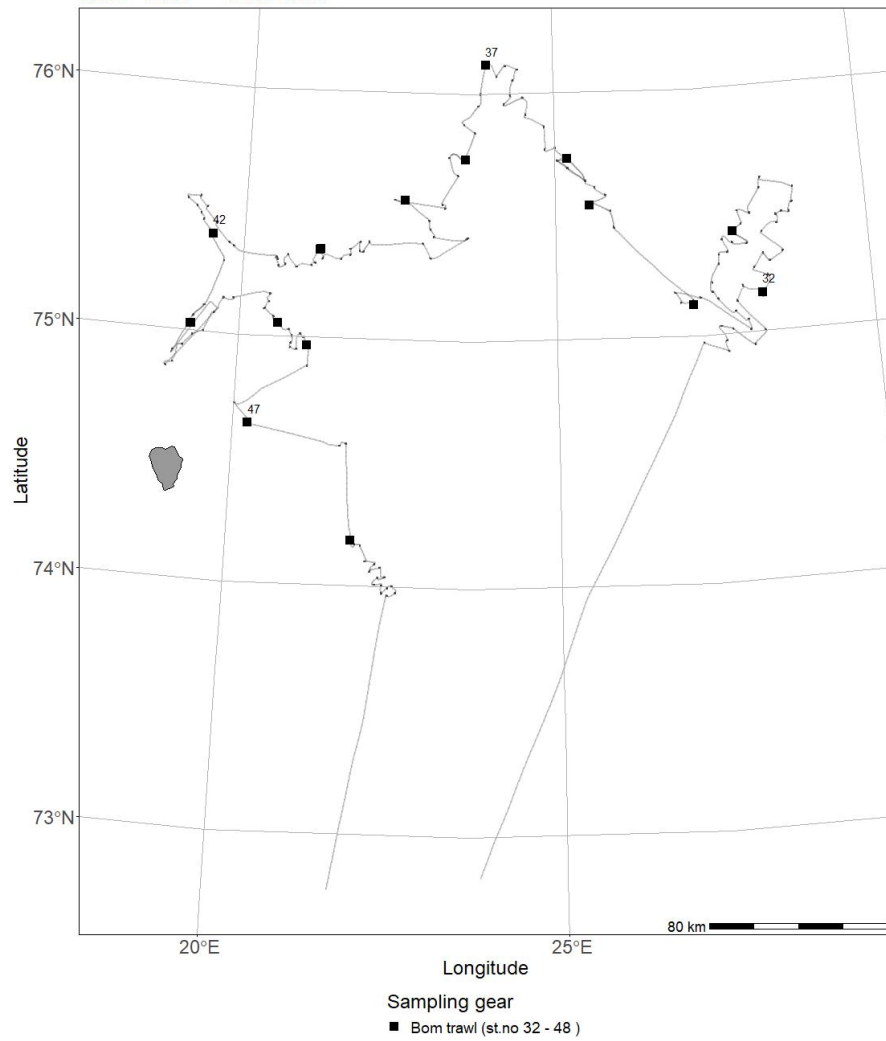 37
76°N
42
32
75°N
47
74°N
73°N
80 km
20°E
25°E
Latitude
Longitude
Sampling gear
Bom trawl (st.no 32 - 48 )